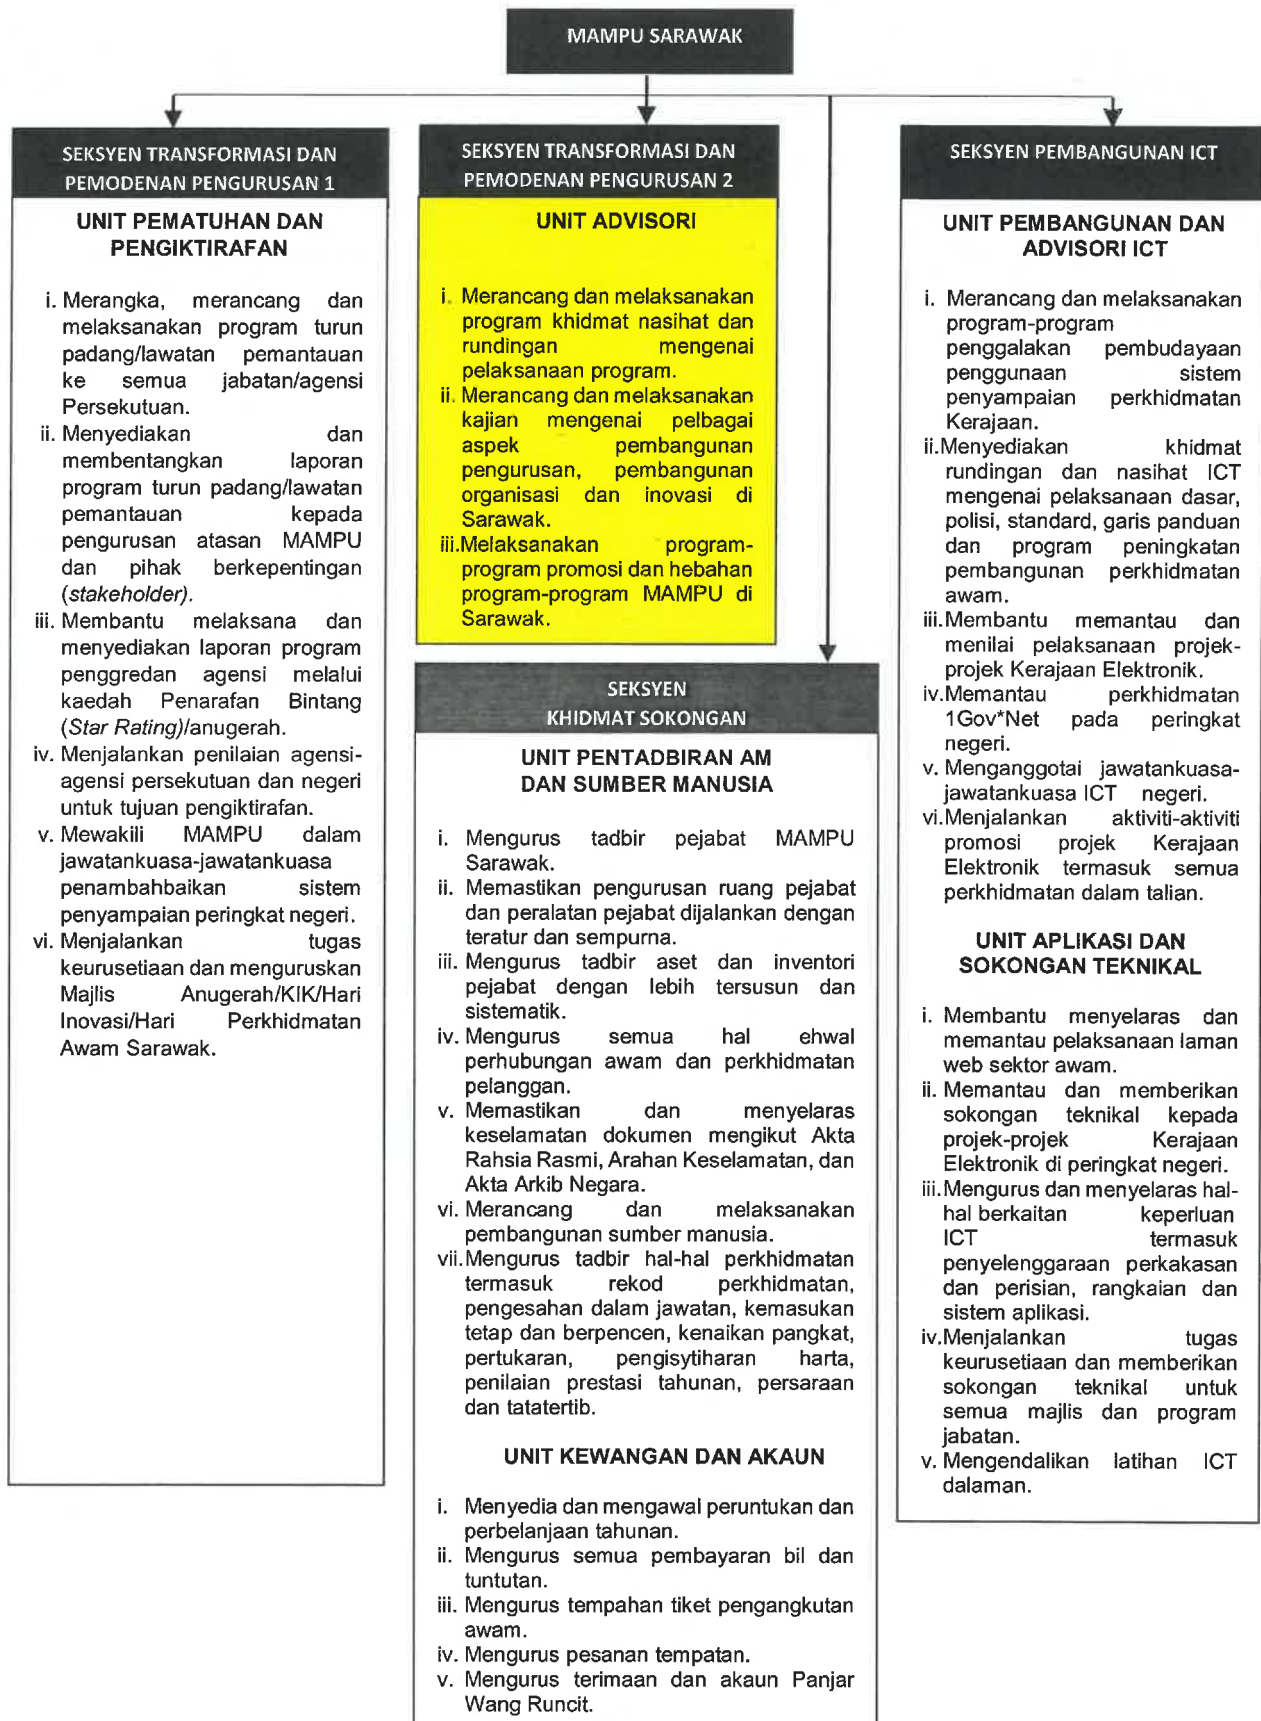 MAMPU SARAWAK
SEKSYEN TRANSFORMASI DAN
PEMODENAN PENGURUSAN 1
UNIT PEMATUHAN DAN
PENGIKTIRAFAN
i. Merangka, merancang dan
melaksanakan program turun
padang/lawatan pemantauan
ke semua jabatan/agensi
Persekutuan.
ii. Menyediakan dan
membentangkan laporan
program turun padang/lawatan
pemantauan kepada
pengurusan atasan MAMPU
dan pihak berkepentingan
(stakeholder).
iii. Membantu melaksana dan
menyediakan laporan program
penggredan agensi melalui
kaedah Penarafan Bintang
(Star Rating)/anugerah.
iv. Menjalankan penilaian agensi-
agensi persekutuan dan negeri
untuk tujuan pengiktirafan.
v. Mewakili MAMPU dalam
jawatankuasa-jawatankuasa
penambahbaikan sistem
penyampaian peringkat negeri.
vi. Menjalankan tugas
keurusetiaan dan menguruskan
Majlis Anugerah/KIK/Hari
Inovasi/Hari Perkhidmatan
Awam Sarawak.
SEKSYEN TRANSFORMASI DAN
PEMODENAN PENGURUSAN 2
UNIT ADVISORI
i. Merancang dan melaksanakan
program khidmat nasihat dan
rundingan mengenai
pelaksanaan program.
ii. Merancang dan melaksanakan
kajian mengenai pelbagai
aspek pembangunan
pengurusan, pembangunan
organisasi dan inovasi di
Sarawak.
iii.Melaksanakan program-
program promosi dan hebahan
program-program MAMPU di
Sarawak.
SEKSYEN
KHIDMAT SOKONGAN
UNIT PENTADBIRAN AM
DAN SUMBER MANUSIA
i. Mengurus tadbir pejabat MAMPU
Sarawak.
ii. Memastikan pengurusan ruang pejabat
dan peralatan pejabat dijalankan dengan
teratur dan sempurna.
iii. Mengurus tadbir aset dan inventori
pejabat dengan lebih tersusun dan
sistematik.
iv. Mengurus semua hal ehwal
perhubungan awam dan perkhidmatan
pelanggan.
v. Memastikan dan menyelaras
keselamatan dokumen mengikut Akta
Rahsia Rasmi, Arahan Keselamatan, dan
Akta Arkib Negara.
vi. Merancang dan melaksanakan
pembangunan sumber manusia.
vii.Mengurus tadbir hal-hal perkhidmatan
termasuk rekod perkhidmatan,
pengesahan dalam jawatan, kemasukan
tetap dan berpencen, kenaikan pangkat,
pertukaran, pengisytiharan harta,
penilaian prestasi tahunan, persaraan
dan tatatertib.
UNIT KEWANGAN DAN AKAUN
i. Menyedia dan mengawal peruntukan dan
perbelanjaan tahunan.
ii. Mengurus semua pembayaran bil dan
tuntutan.
iii. Mengurus tempahan tiket pengangkutan
awam.
iv. Mengurus pesanan tempatan.
v. Mengurus terimaan dan akaun Panjar
Wang Runcit.
SEKSYEN PEMBANGUNAN ICT
UNIT PEMBANGUNAN DAN
ADVISORI ICT
i. Merancang dan melaksanakan
program-program
penggalakan pembudayaan
penggunaan sistem
penyampaian perkhidmatan
Kerajaan.
ii.Menyediakan khidmat
rundingan dan nasihat ICT
mengenai pelaksanaan dasar,
polisi, standard, garis panduan
dan program peningkatan
pembangunan perkhidmatan
awam.
iii.Membantu memantau dan
menilai pelaksanaan projek-
projek Kerajaan Elektronik.
iv.Memantau perkhidmatan
1Gov*Net pada peringkat
negeri.
v. Menganggotai jawatankuasa-
jawatankuasa ICT negeri.
vi.Menjalankan aktiviti-aktiviti
promosi projek Kerajaan
Elektronik termasuk semua
perkhidmatan dalam talian.
UNIT APLIKASI DAN
SOKONGAN TEKNIKAL
i. Membantu menyelaras dan
memantau pelaksanaan laman
web sektor awam.
ii. Memantau dan memberikan
sokongan teknikal kepada
projek-projek Kerajaan
Elektronik di peringkat negeri.
iii.Mengurus dan menyelaras hal-
hal berkaitan keperluan
ICT termasuk
penyelenggaraan perkakasan
dan perisian, rangkaian dan
sistem aplikasi.
iv.Menjalankan tugas
keurusetiaan dan memberikan
sokongan teknikal untuk
semua majlis dan program
jabatan.
v. Mengendalikan latihan ICT
dalaman.